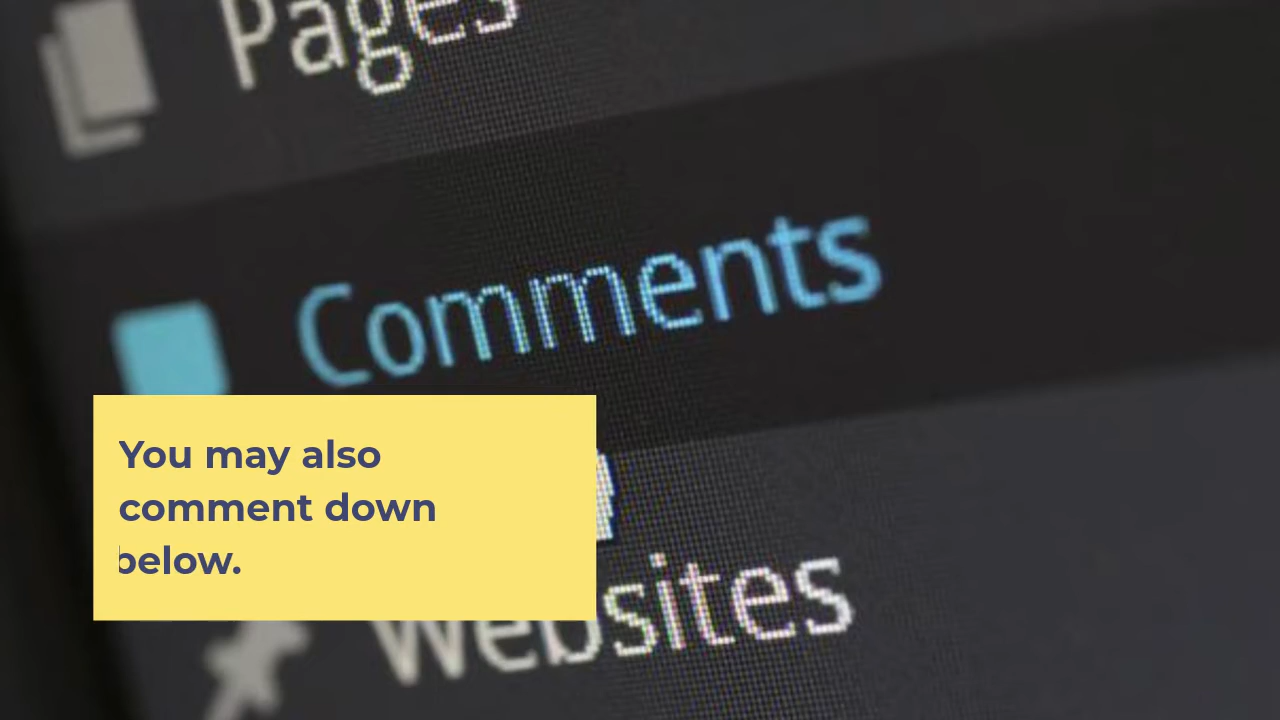 Pages
Comments
You may also
comment down
below.
Websites